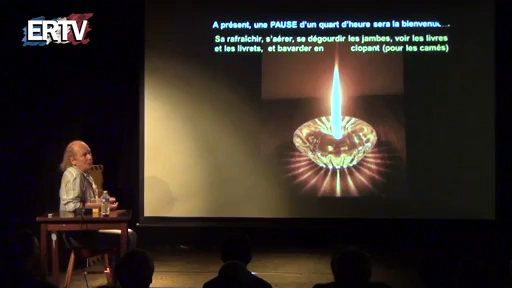 ERTV
A présent, une PAUSE d'un quart d'heure sera la bienvenue...
Sa rafraîchir, s'aérer, se dégourdir les jambes, voir les livres
et les livrets, et bavarder en clopant (pour les camés)